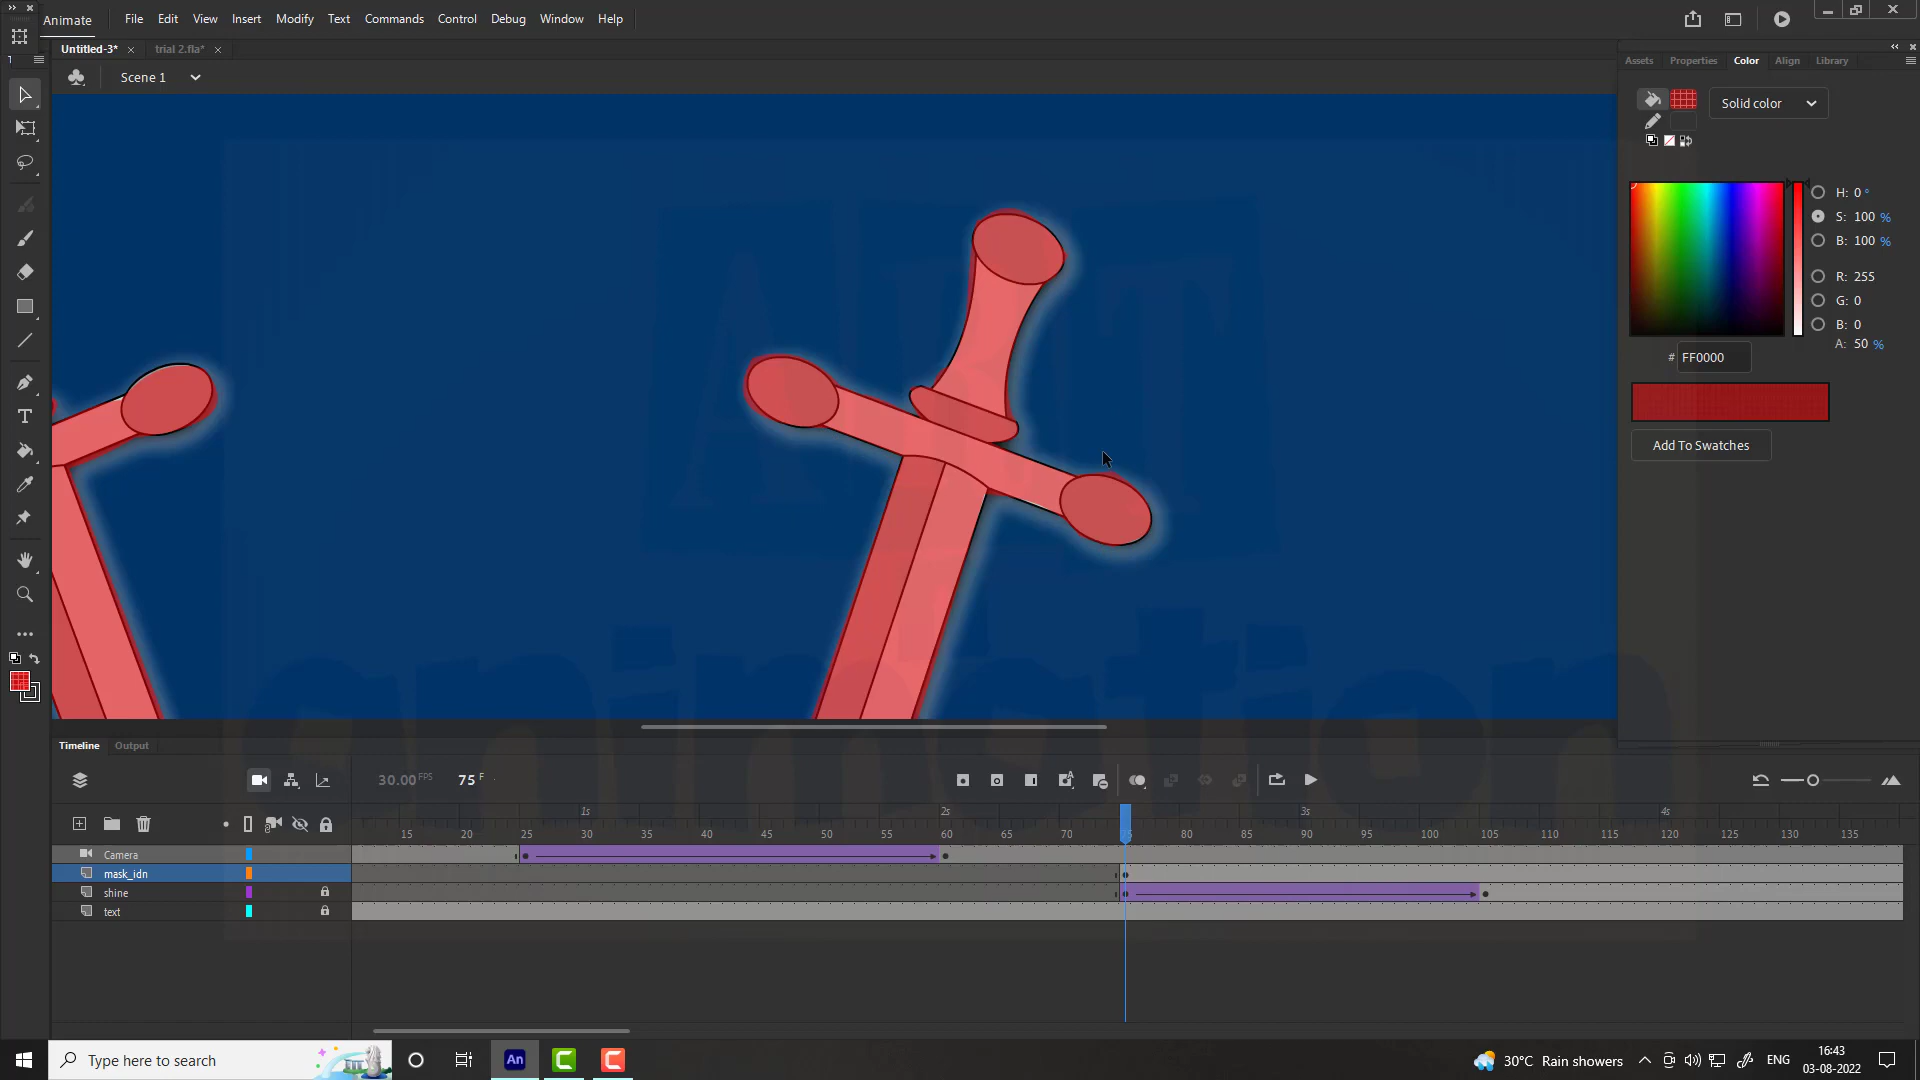 Animate
File Edit View Insert Modify Text Commands Control Debug Window Help
Untitled-3* × trial 2.fla* ×
Scene 1
Assets Properties Color Align Library
Solid color
H: 0 °
S: 100 %
B: 100 %
R: 255
G: 0
B: 0
A: 50 %
# FF0000
Add To Swatches
ART
animation
Timeline Output
30.00 FPS 75 F
1s 2s 3s 4s
15 20 25 30 35 40 45 50 55 60 65 70 75 80 85 90 95 100 105 110 115 120 125 130 135
Camera
mask_idn
shine
text
Type here to search
An
30°C Rain showers
ENG
16:43
03-08-2022